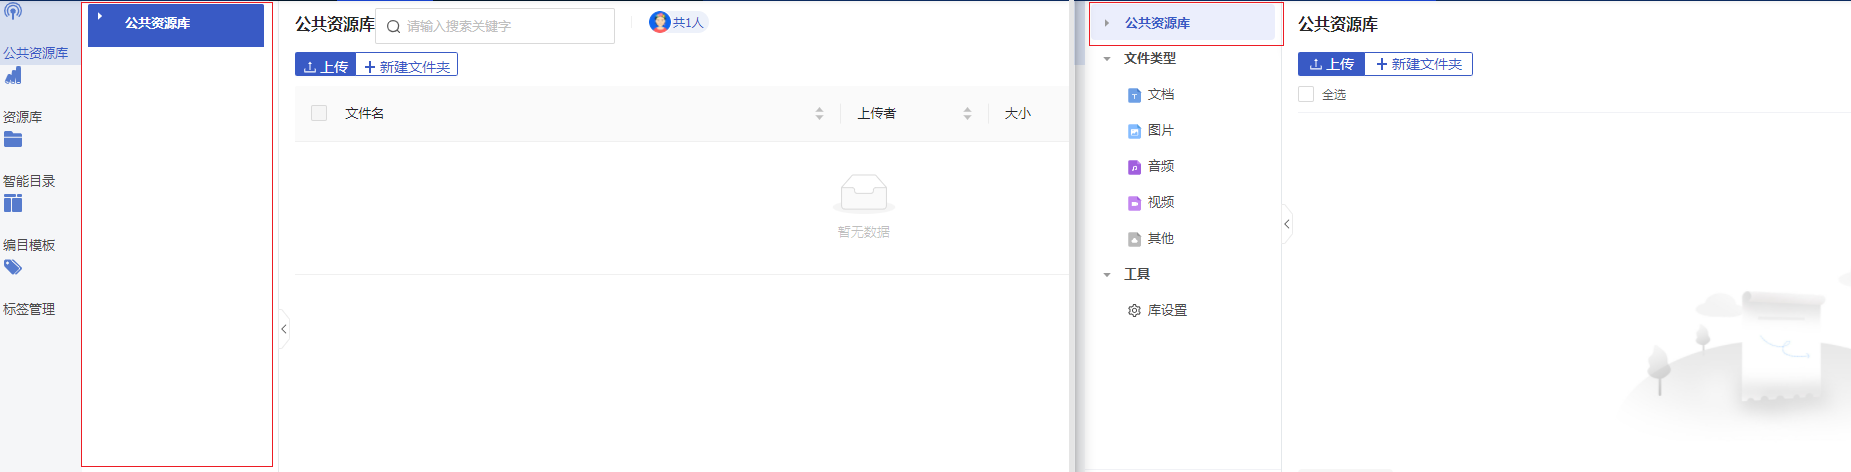 公共资源库
资源库
智能目录
编目模板
标签管理
公共资源库
公共资源库
请输入搜索关键字
共1人
上传
新建文件夹
文件名
上传者
大小
暂无数据
公共资源库
文件类型
文档
图片
音频
视频
其他
工具
库设置
公共资源库
上传
新建文件夹
全选